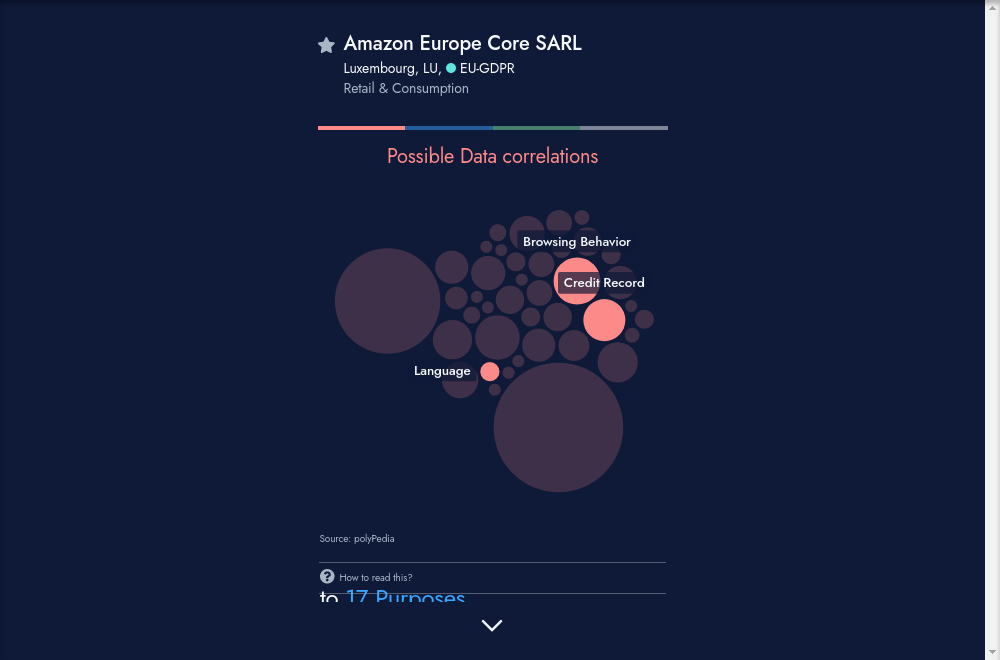 Amazon Europe Core SARL
Luxembourg, LU, EU-GDPR
Retail & Consumption
Possible Data correlations
Browsing Behavior
Credit Record
Language
Source: polyPedia
? How to read this?
to 17 Purposes